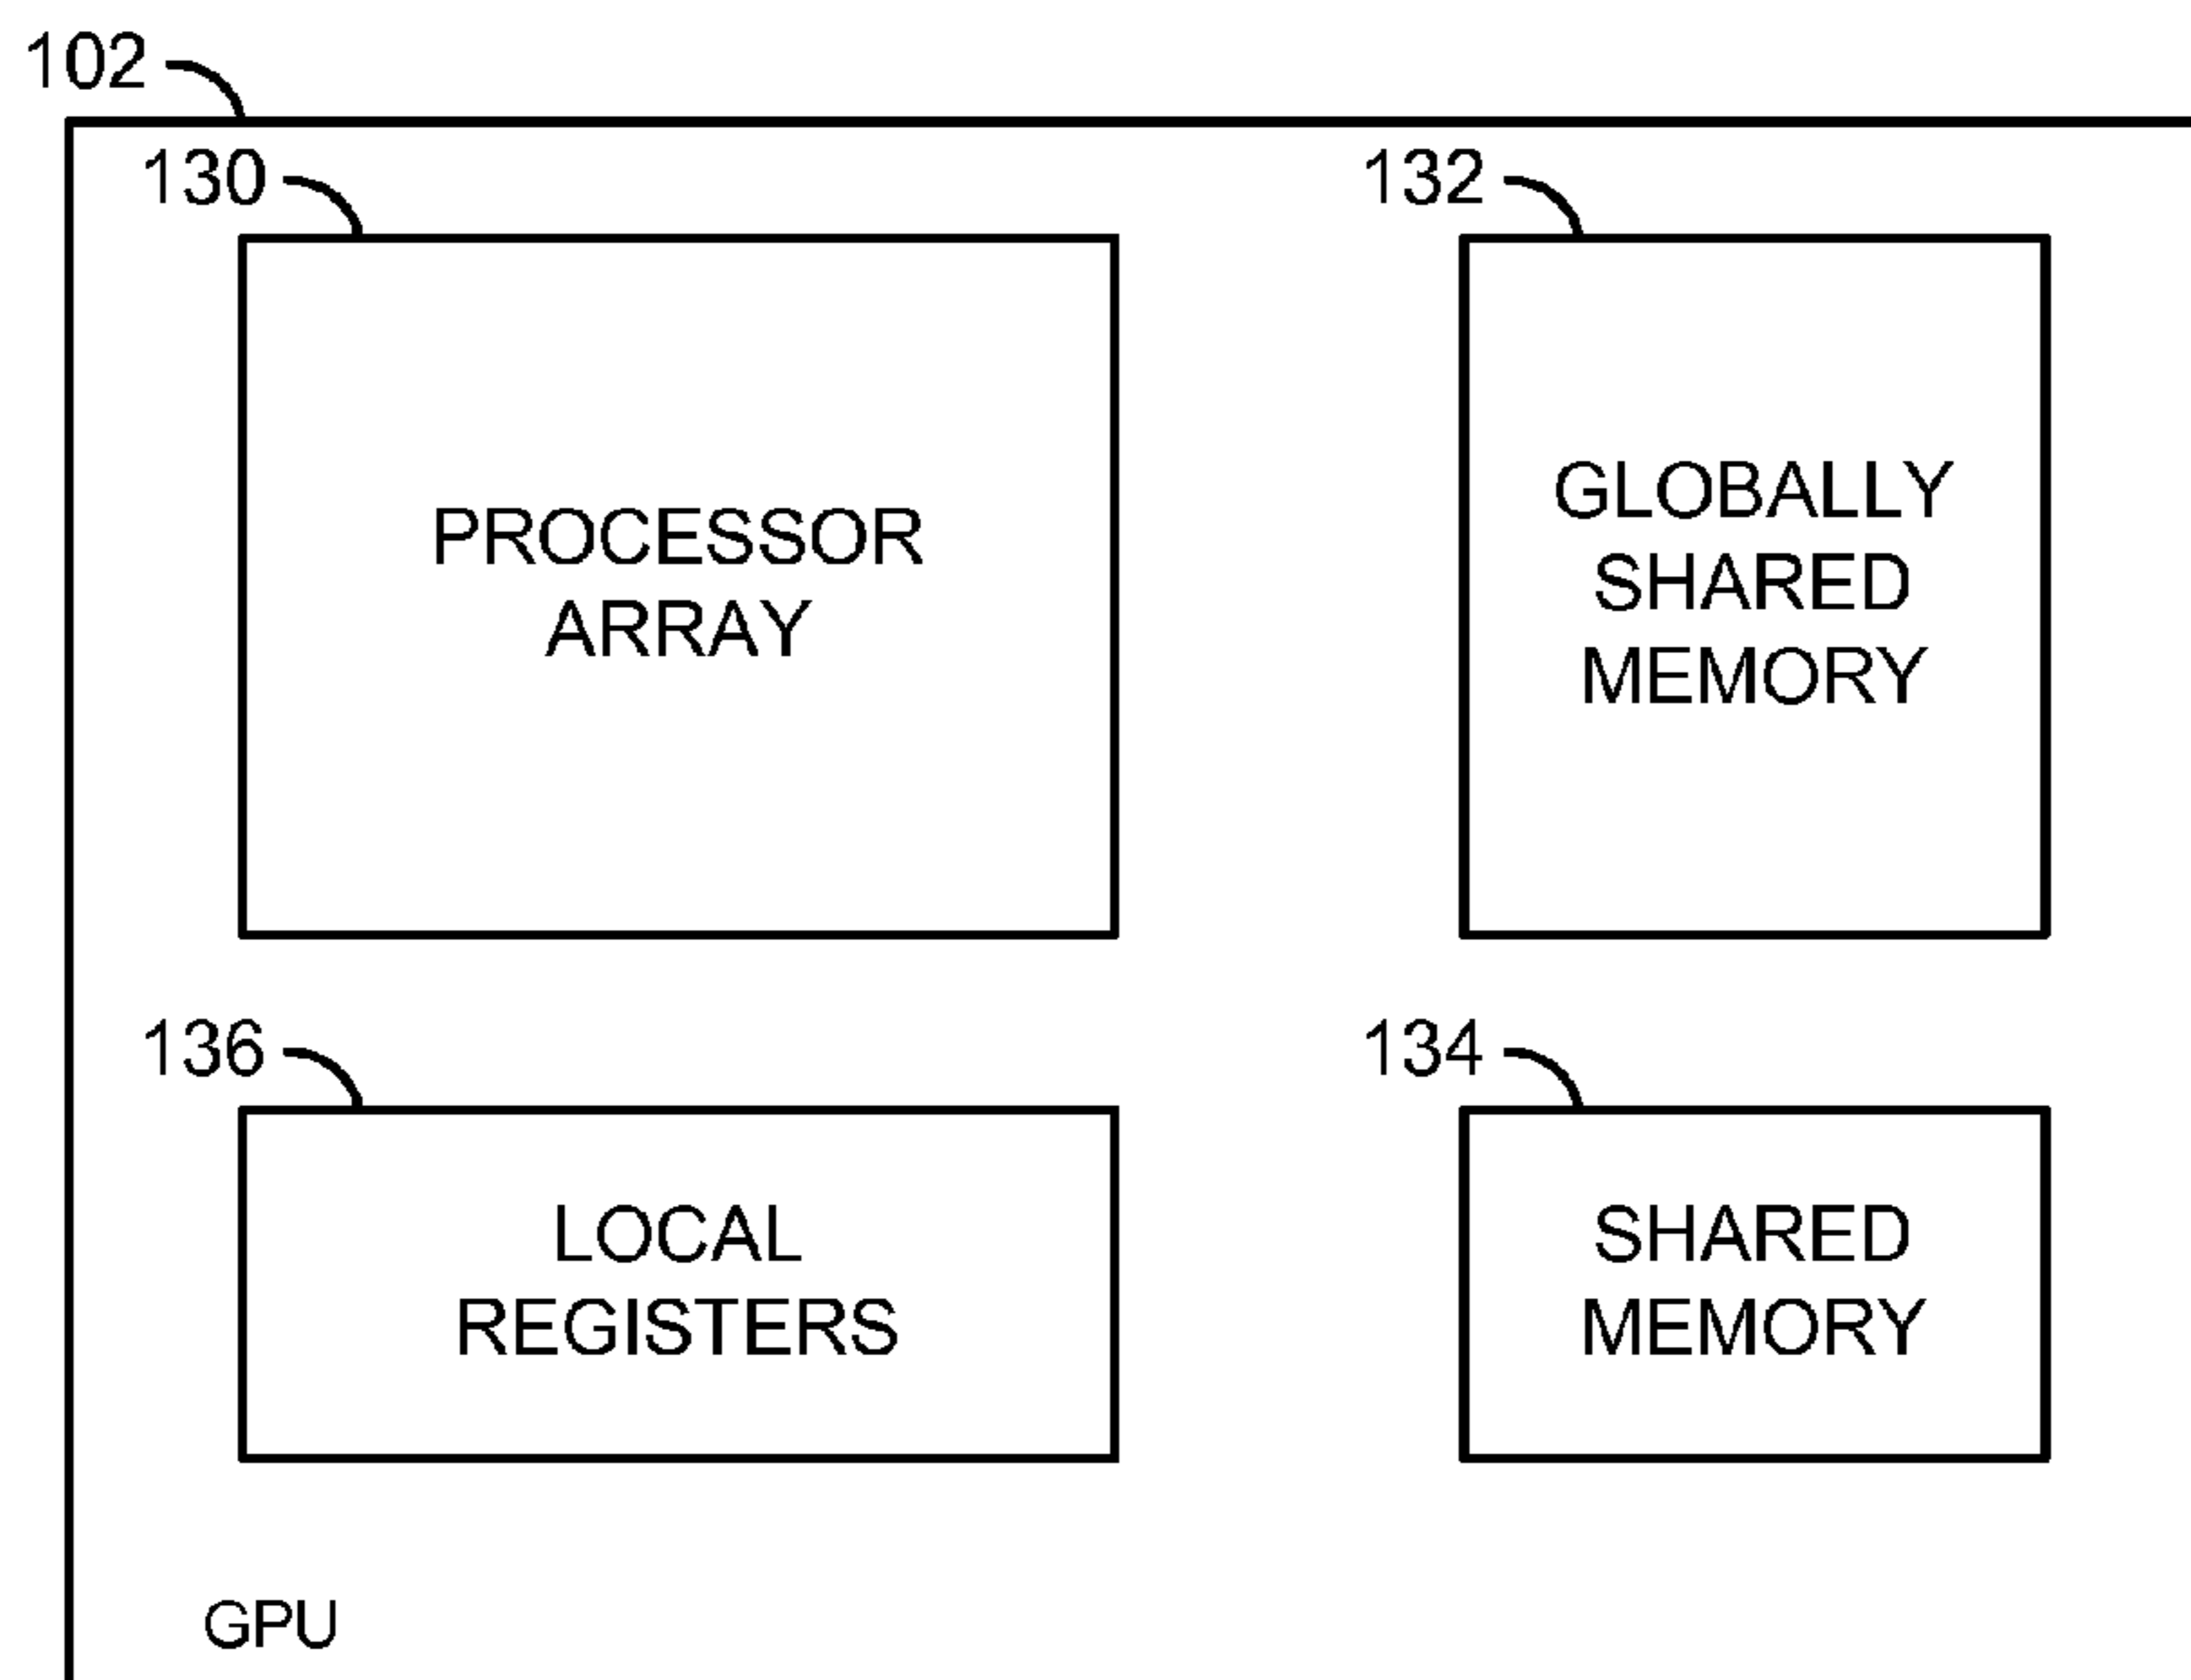 102
130
132
PROCESSOR
ARRAY
GLOBALLY
SHARED
MEMORY
136
134
LOCAL
REGISTERS
SHARED
MEMORY
GPU